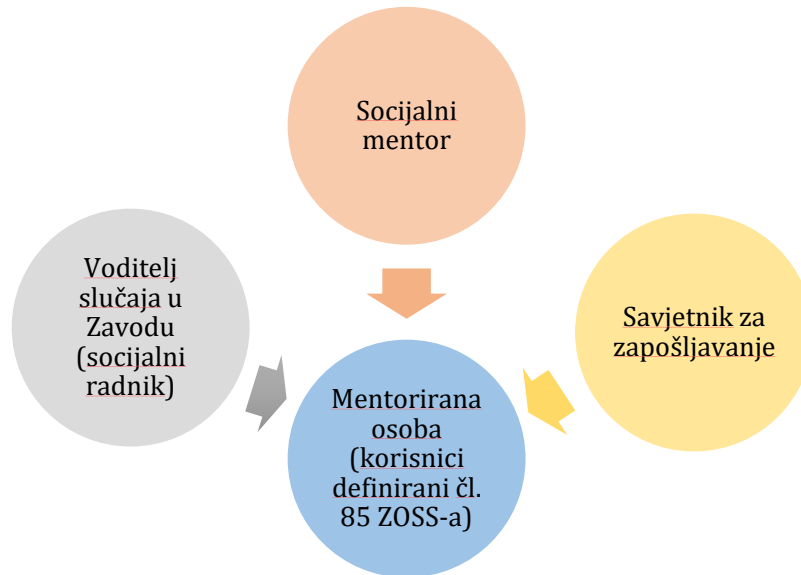 Socijalni
mentor
Voditelj
slučaja u
Zavodu
(socijalni
radnik)
Savjetnik za
zapošljavanje
Mentorirana
osoba
(korisnici
definirani čl.
85 ZOSS-a)